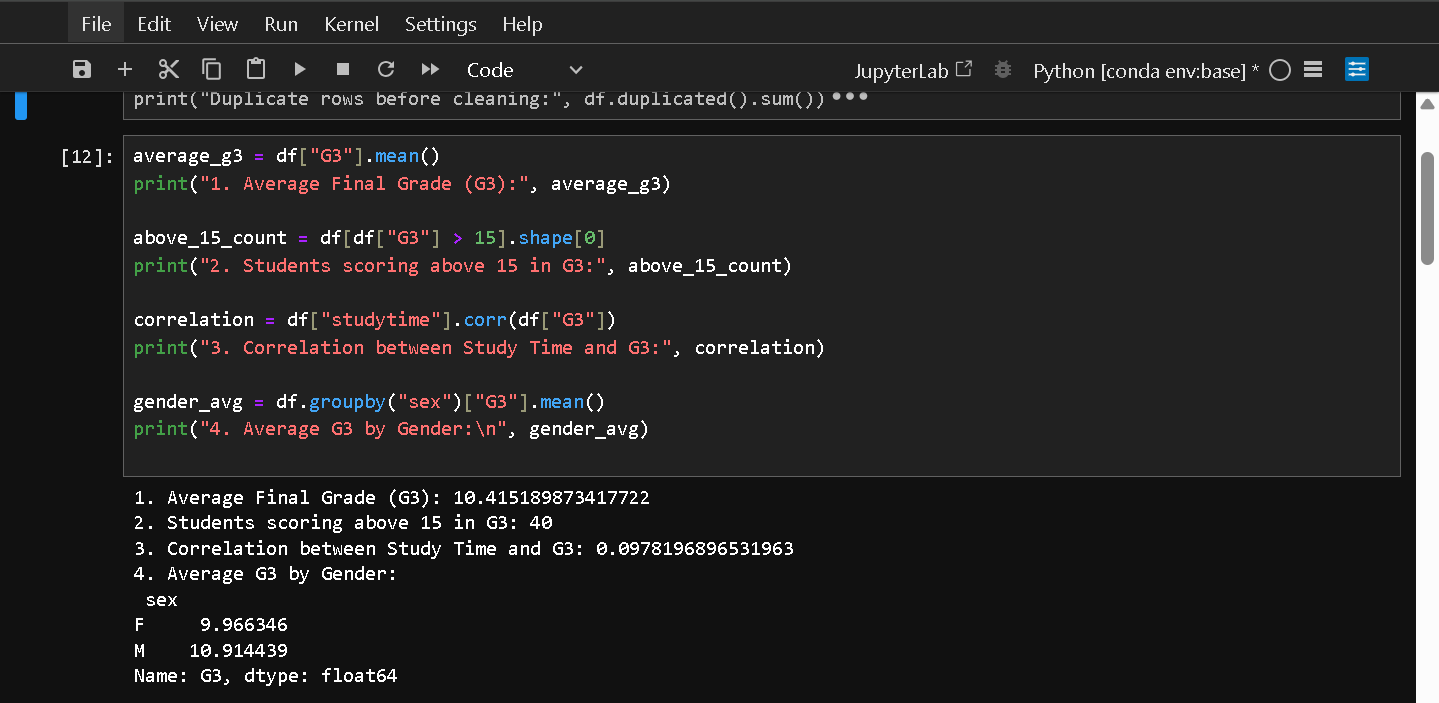 File Edit View Run Kernel Settings Help
Code JupyterLab Python [conda env:base] *
print("Duplicate rows before cleaning:", df.duplicated().sum()) •••
[12]: average_g3 = df["G3"].mean()
print("1. Average Final Grade (G3):", average_g3)
above_15_count = df[df["G3"] > 15].shape[0]
print("2. Students scoring above 15 in G3:", above_15_count)
correlation = df["studytime"].corr(df["G3"])
print("3. Correlation between Study Time and G3:", correlation)
gender_avg = df.groupby("sex")["G3"].mean()
print("4. Average G3 by Gender:\n", gender_avg)
1. Average Final Grade (G3): 10.415189873417722
2. Students scoring above 15 in G3: 40
3. Correlation between Study Time and G3: 0.0978196896531963
4. Average G3 by Gender:
sex
F 9.966346
M 10.914439
Name: G3, dtype: float64